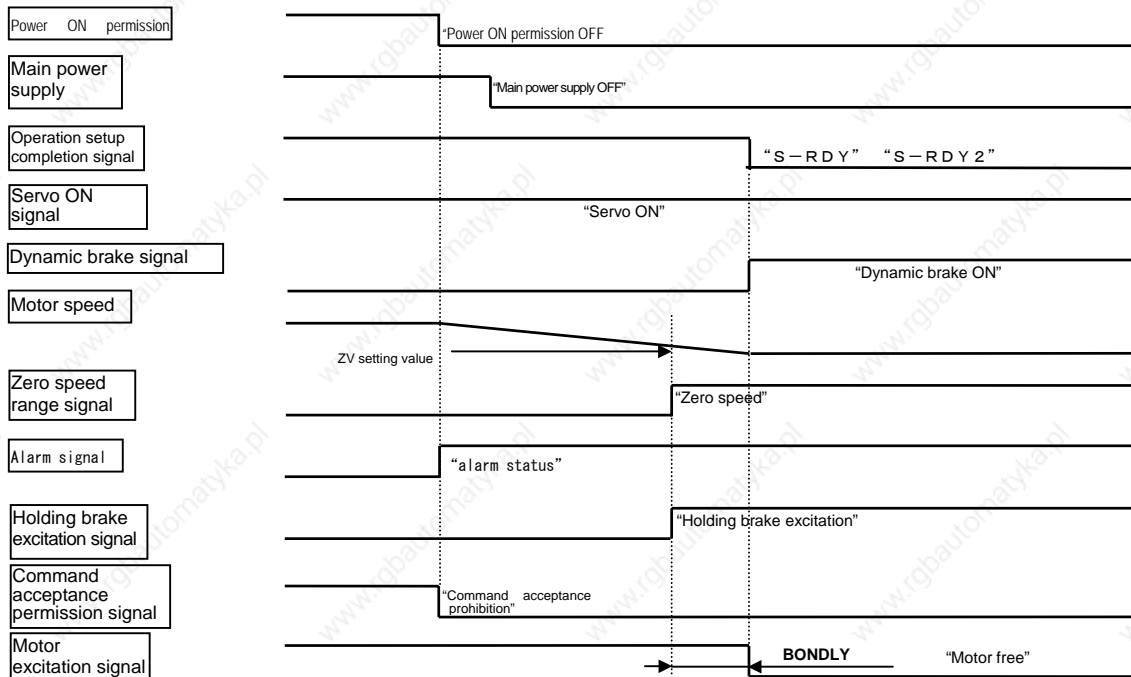 Power ON permission
“Power ON permission OFF
Main power
supply
“Main power supply OFF”
Operation setup
completion signal
“S－RDY” “S－RDY2”
Servo ON
signal
“Servo ON”
Dynamic brake signal
“Dynamic brake ON”
Motor speed
ZV setting value
Zero speed
range signal
“Zero speed”
Alarm signal
“alarm status”
Holding brake
excitation signal
“Holding brake excitation”
Command
acceptance
permission signal
“Command acceptance
prohibition”
Motor
excitation signal
BONDLY
“Motor free”
www.rgbautomatyka.pl